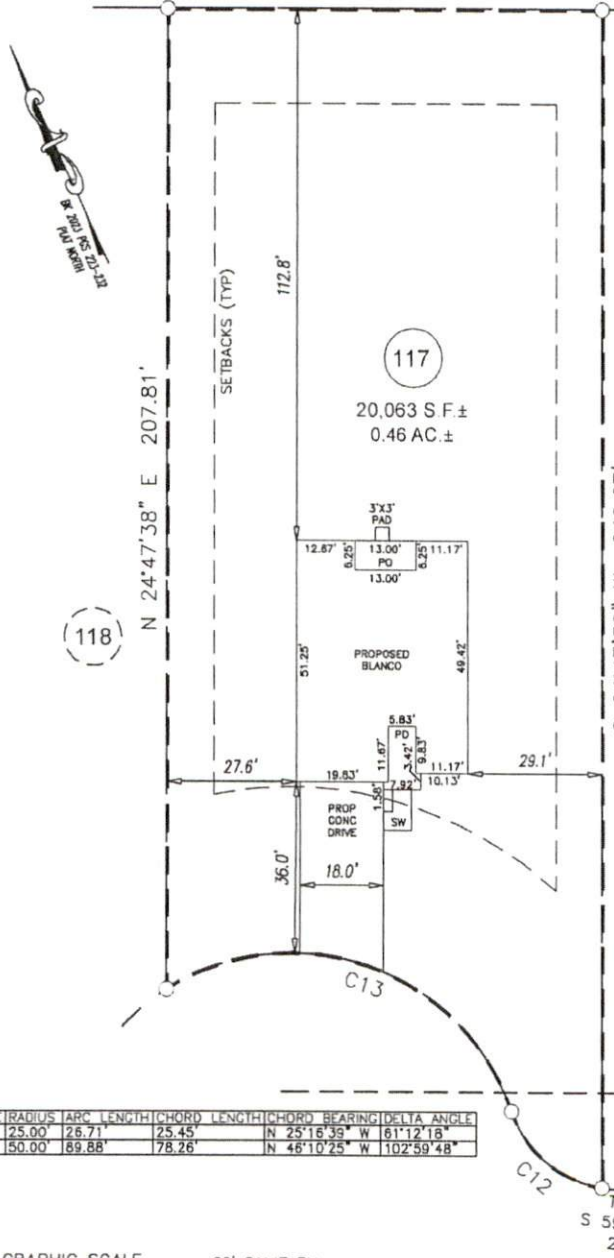 BK 2023 PGS 223-232
PLAT NORTH
SETBACKS (TYP)
112.8'
117
20,063 S.F.±
0.46 AC.±
N 24°47'38" E 207.81'
3'X3'
PAD
12.87' 6.25' 13.00' 6.25' 11.17'
PO
13.00'
118
51.25'
PROPOSED
BLANCO
49.42'
5.83'
PO
11.67' 3.42' 9.83'
27.6'
19.83' 7.92' 11.17' 29.1'
10.13'
1.58'
PROP
CONC
DRIVE
SW
36.0'
18.0'
C13
RADIUS ARC LENGTH CHORD LENGTH CHORD BEARING DELTA ANGLE
25.00' 26.71' 25.45' N 25°16'39" W 61°12'18"
50.00' 89.88' 78.26' N 46°10'25" W 102°59'48"
C12
S
GRAPHIC SCALE